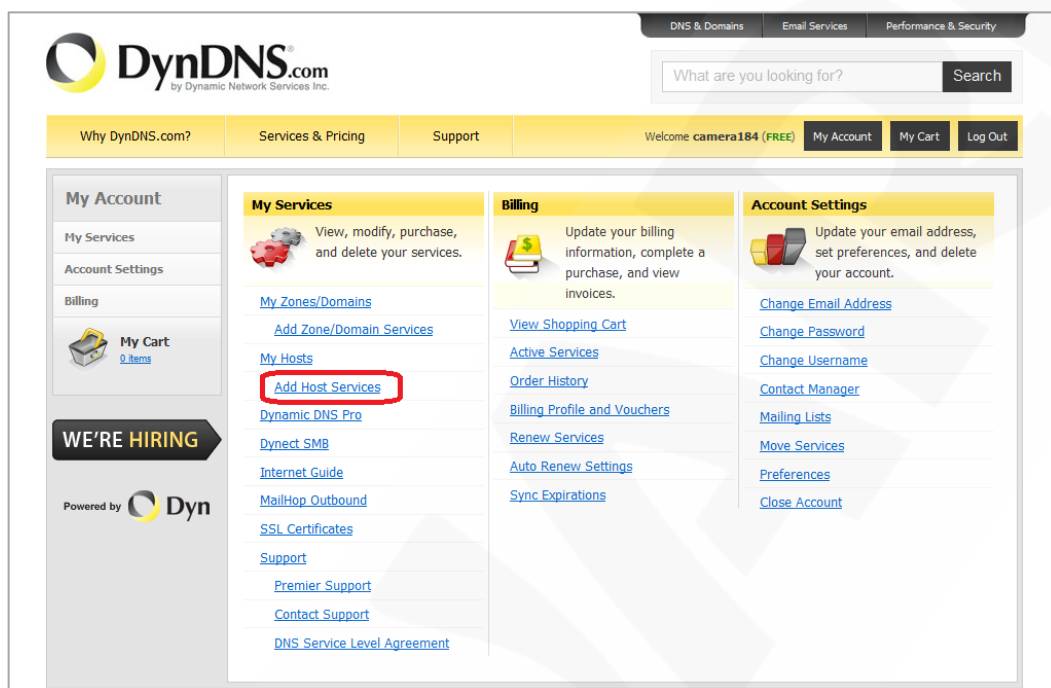 DNS & Domains Email Services Performance & Security
DynDNS.com
by Dynamic Network Services Inc.
What are you looking for? Search
Why DynDNS.com? Services & Pricing Support Welcome camera184 (FREE) My Account My Cart Log Out
My Account
My Services
Account Settings
Billing
My Cart
0 items
WE'RE HIRING
Powered by Dyn
My Services
View, modify, purchase,
and delete your services.
My Zones/Domains
Add Zone/Domain Services
My Hosts
Add Host Services
Dynamic DNS Pro
Dynect SMB
Internet Guide
MailHop Outbound
SSL Certificates
Support
Premier Support
Contact Support
DNS Service Level Agreement
Billing
Update your billing
information, complete a
purchase, and view
invoices.
View Shopping Cart
Active Services
Order History
Billing Profile and Vouchers
Renew Services
Auto Renew Settings
Sync Expirations
Account Settings
Update your email address,
set preferences, and delete
your account.
Change Email Address
Change Password
Change Username
Contact Manager
Mailing Lists
Move Services
Preferences
Close Account